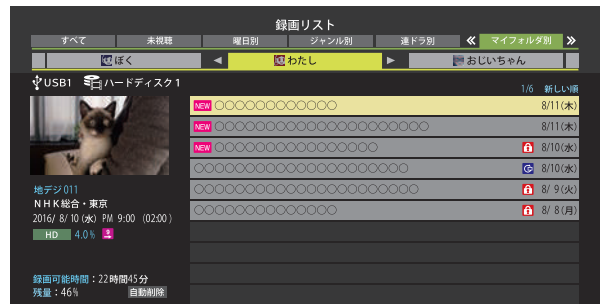 録画リスト
すべて 未視聴 曜日別 ジャンル別 連ドラ別 マイフォルダ別
ぼく わたし おじいちゃん
USB1 ハードディスク1
1/6 新しい順
NEW ○○○○○○○○○○○○ 8/11(木)
NEW ○○○○○○○○○○○○○○○○○○○○○ 8/11(木)
NEW ○○○○○○○○○○○○○○○○ 8/10(水)
○○○○○○○○○○○○○○○○○○○○○ 8/10(水)
○○○○○○○○○○○○○○○○○○○○○○ 8/ 9(火)
○○○○○○○○○○○○○○ 8/ 8(月)
地デジ011
NHK総合・東京
2016/ 8/10(水) PM 9:00 (02:00)
HD 4.0% 9
録画可能時間：22時間45分
残量：46% 自動削除